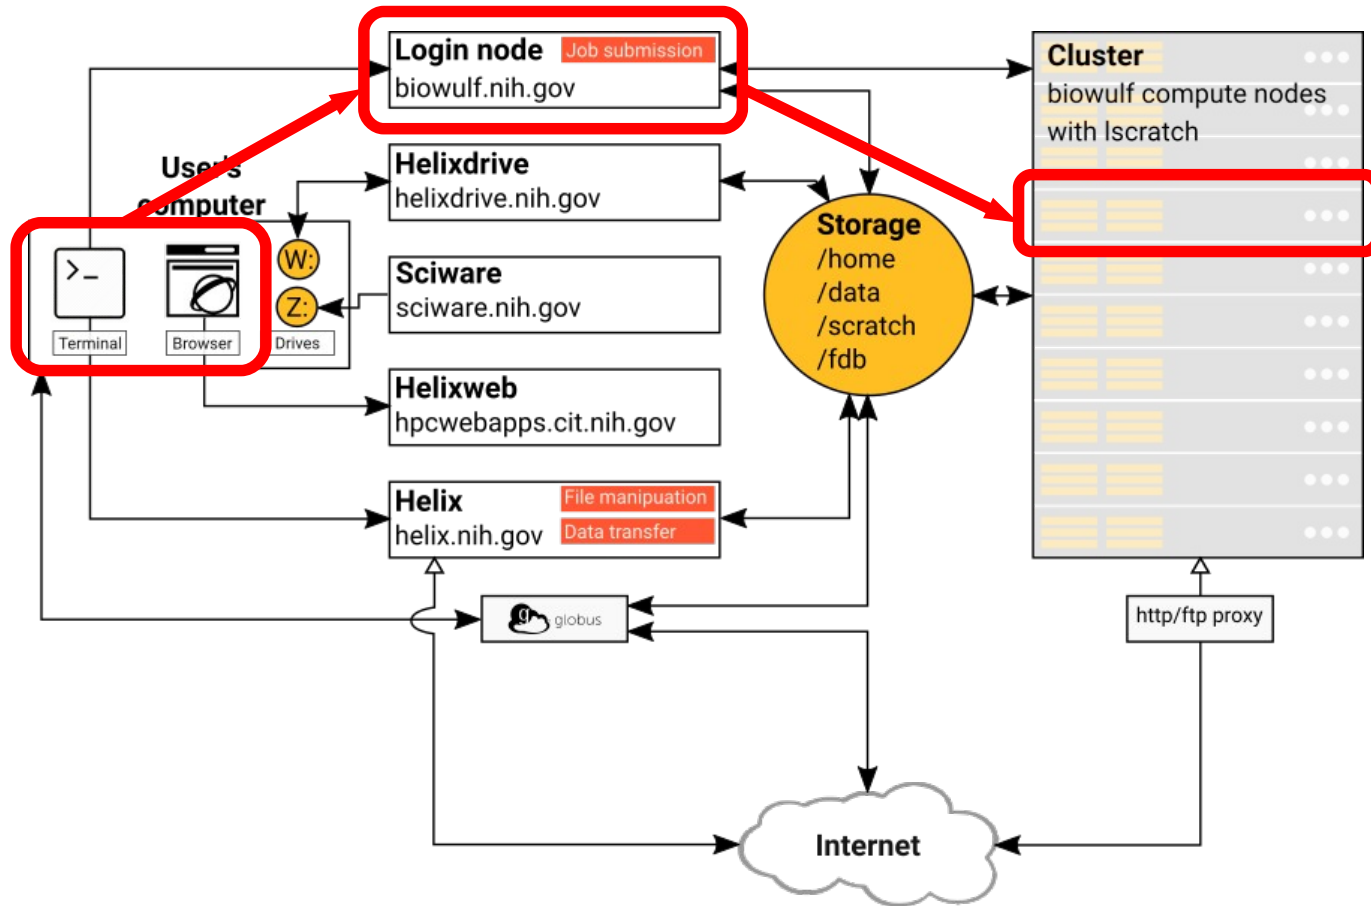 Login node
Job submission
biowulf.nih.gov
Cluster
biowulf compute nodes
with lscratch
User's
computer
Helixdrive
helixdrive.nih.gov
W:
Z:
>_
Terminal
Browser
Drives
Sciware
sciware.nih.gov
Storage
/home
/data
/scratch
/fdb
Helixweb
hpcwebapps.cit.nih.gov
Helix
helix.nih.gov
File manipuation
Data transfer
g globus
http/ftp proxy
Internet